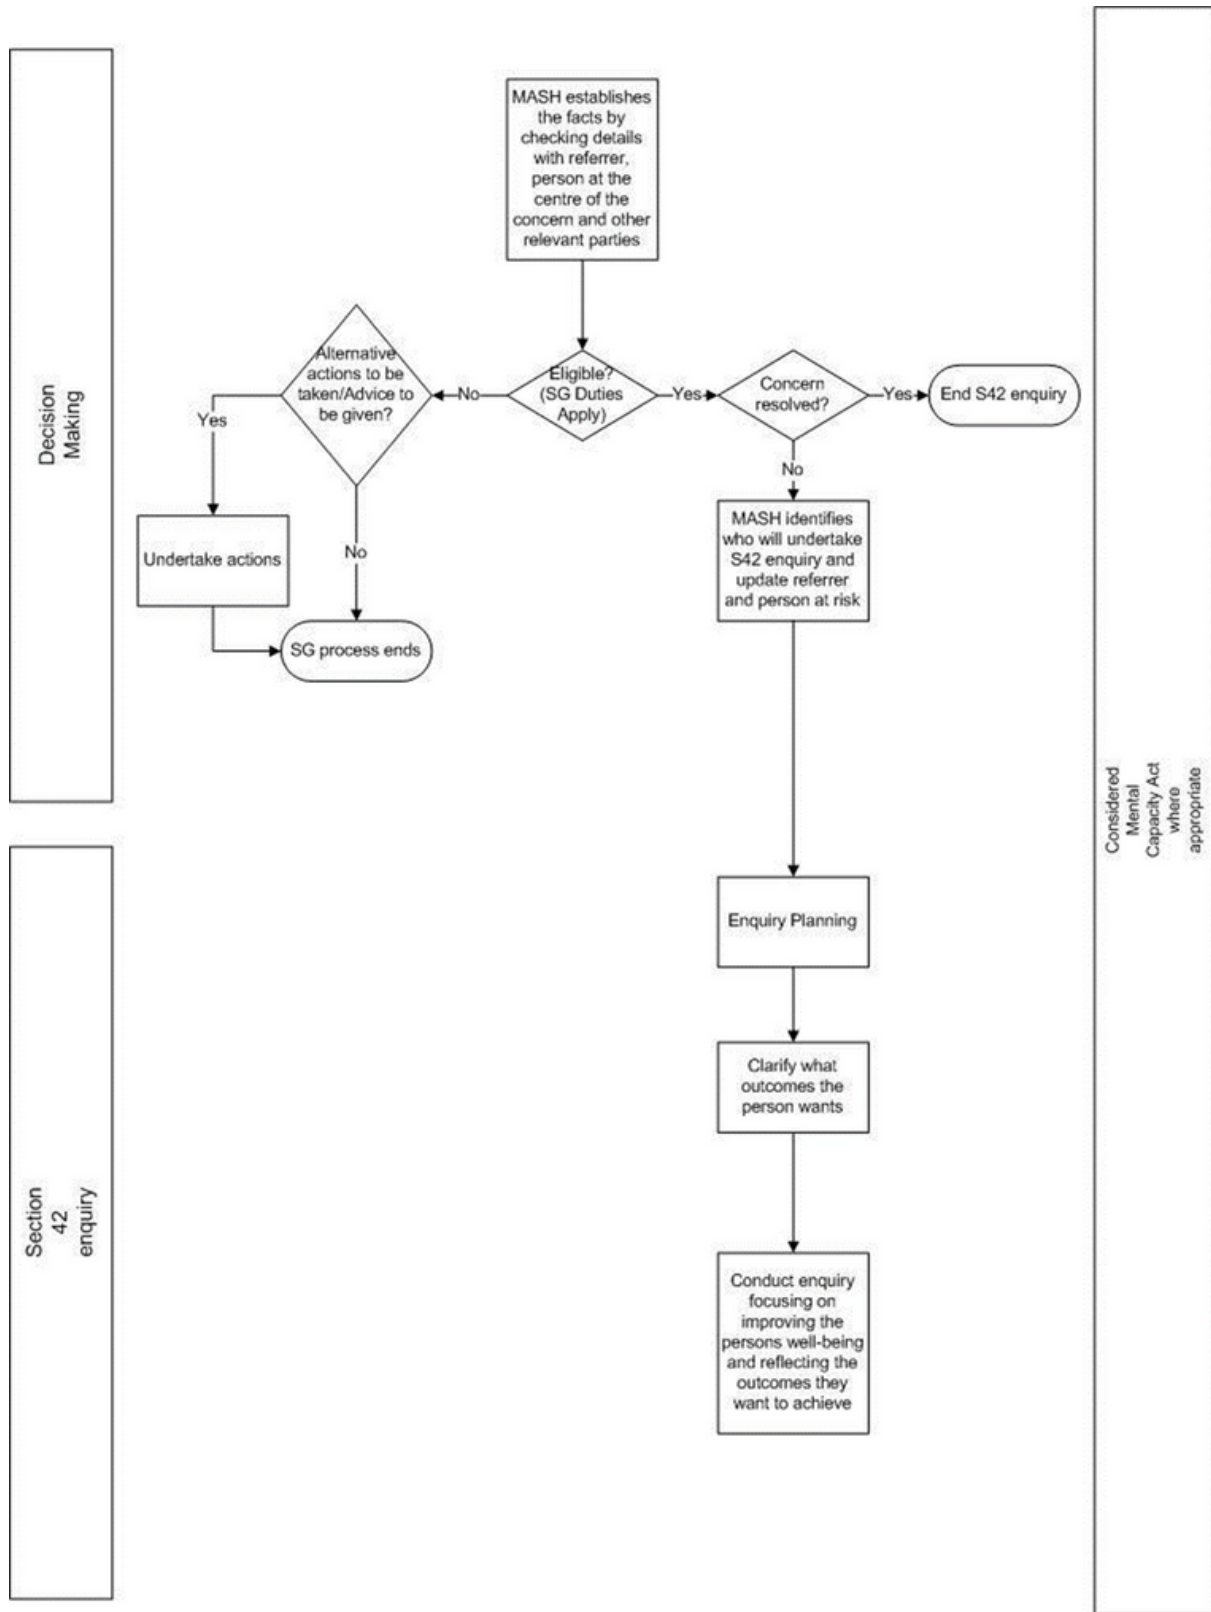 MASH establishes
the facts by
checking details
with referrer,
person at the
centre of the
concern and other
relevant parties
Decision
Making
Alternative
actions to be
taken/Advice to
be given?
No
Eligible?
(SG Duties
Apply)
Yes
Concern
resolved?
Yes
End S42 enquiry
Yes
No
Undertake actions
No
SG process ends
MASH identifies
who will undertake
S42 enquiry and
update referrer
and person at risk
Considered
Mental
Capacity Act
where
appropriate
Section
42
enquiry
Enquiry Planning
Clarify what
outcomes the
person wants
Conduct enquiry
focusing on
improving the
persons well-being
and reflecting the
outcomes they
want to achieve